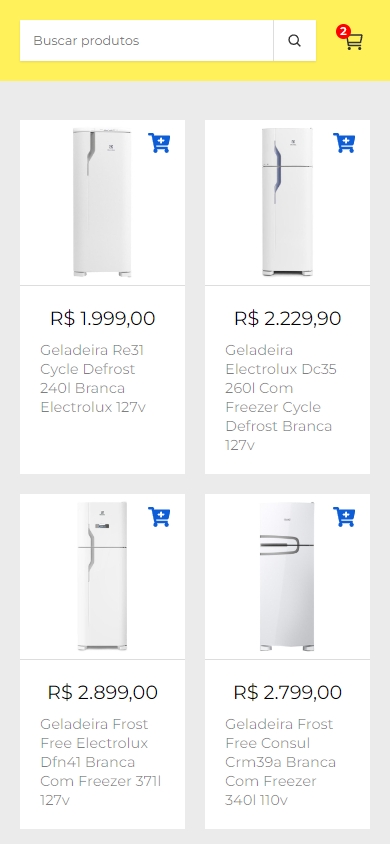 Buscar produtos
2
R$ 1.999,00
Geladeira Re31
Cycle Defrost
240l Branca
Electrolux 127v
R$ 2.229,90
Geladeira
Electrolux Dc35
260l Com
Freezer Cycle
Defrost Branca
127v
R$ 2.899,00
Geladeira Frost
Free Electrolux
Dfn41 Branca
Com Freezer 371l
127v
R$ 2.799,00
Geladeira Frost
Free Consul
Crm39a Branca
Com Freezer
340l 110v